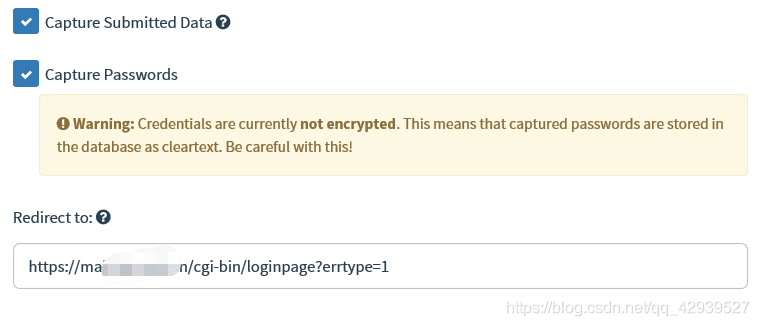 Capture Submitted Data
Capture Passwords
Warning: Credentials are currently not encrypted. This means that captured passwords are stored in
the database as cleartext. Be careful with this!
Redirect to:
https://ma n/cgi-bin/loginpage?errtype=1
https://blog.csdn.net/qq_42939527